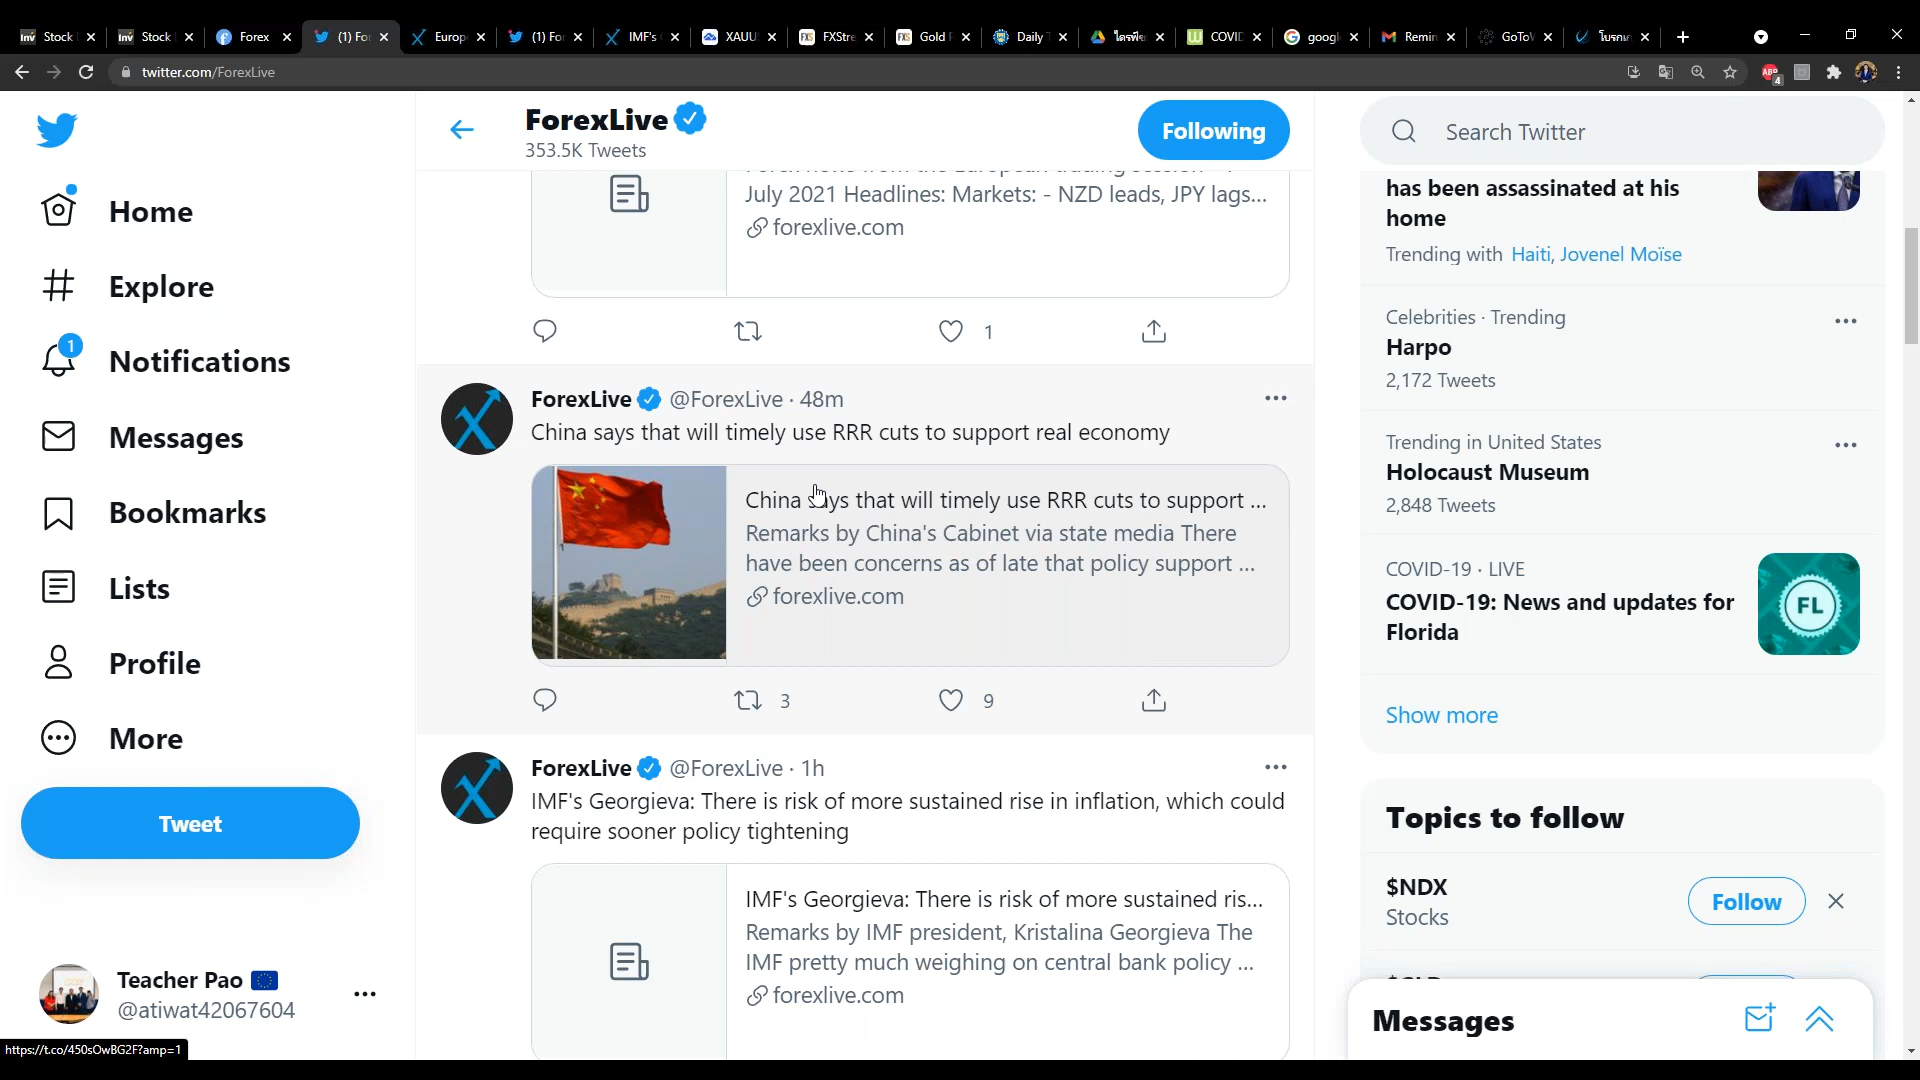 Stock
Stock
Forex
(1) Fo
Europ
(1) Fo
IMF's
XAUU
FXStre
Gold
Daily
ไดรฟ์ข
COVI
goog
Remin
GoTo
twitter.com/ForexLive
4
ForexLive
353.5K Tweets
Following
Search Twitter
Home
Explore
1
Notifications
Messages
Bookmarks
Lists
Profile
More
Tweet
Teacher Pao
@atiwat42067604
July 2021 Headlines: Markets: - NZD leads, JPY lags...
forexlive.com
1
ForexLive @ForexLive · 48m
China says that will timely use RRR cuts to support real economy
China says that will timely use RRR cuts to support ...
Remarks by China's Cabinet via state media There
have been concerns as of late that policy support ...
forexlive.com
3
9
ForexLive @ForexLive · 1h
IMF's Georgieva: There is risk of more sustained rise in inflation, which could
require sooner policy tightening
IMF's Georgieva: There is risk of more sustained ris...
Remarks by IMF president, Kristalina Georgieva The
IMF pretty much weighing on central bank policy ...
forexlive.com
has been assassinated at his
home
Trending with Haiti, Jovenel Moïse
Celebrities · Trending
Harpo
2,172 Tweets
Trending in United States
Holocaust Museum
2,848 Tweets
COVID-19 · LIVE
COVID-19: News and updates for
Florida
FL
Show more
Topics to follow
$NDX
Stocks
Follow
Messages
https://t.co/450sOwBG2F?amp=1